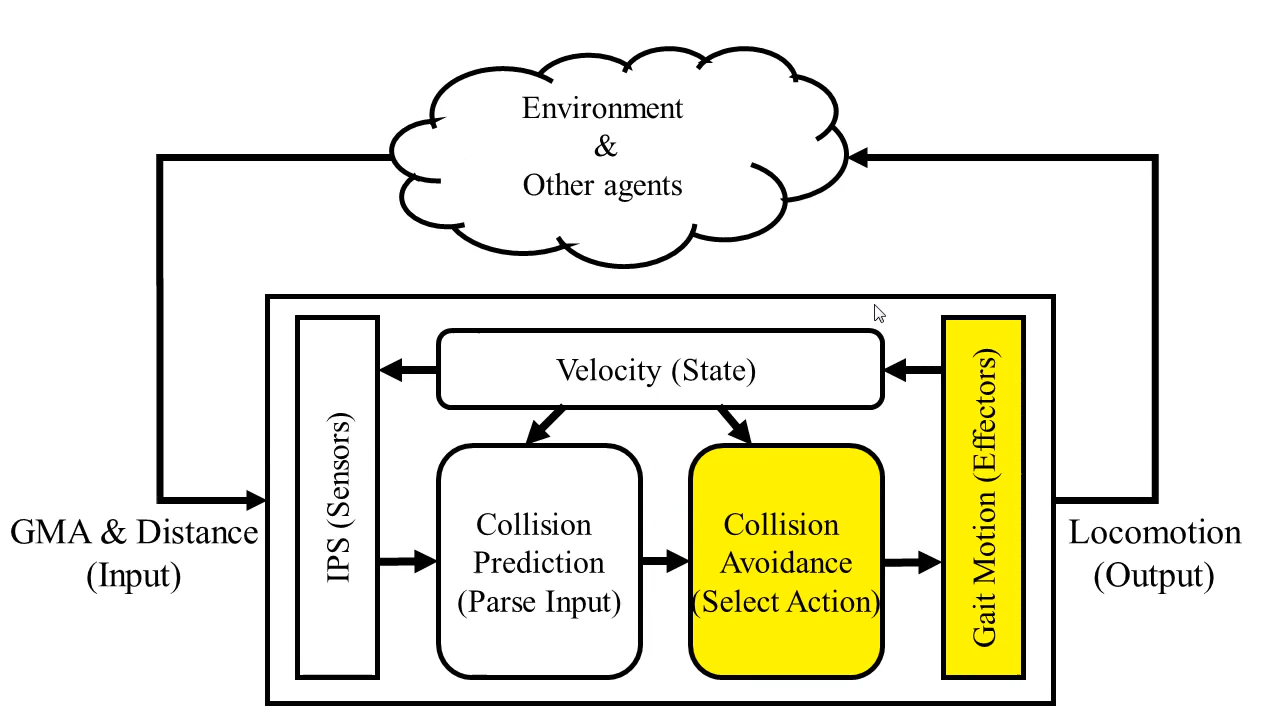 Environment
&
Other agents
Velocity (State)
IPS (Sensors)
Collision
Prediction
(Parse Input)
Collision
Avoidance
(Select Action)
Gait Motion (Effectors)
GMA & Distance
(Input)
Locomotion
(Output)